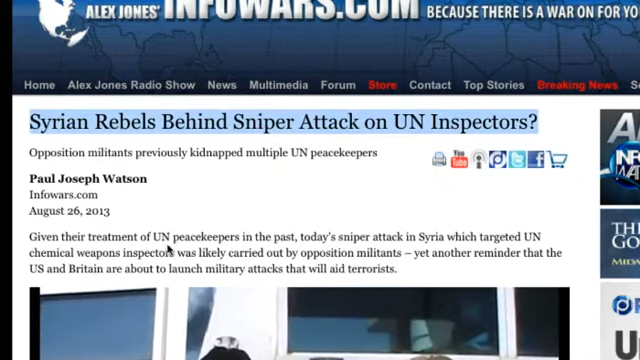 ALEX JONES' INFOWARS.COM
BECAUSE THERE IS A WAR ON FOR YO
Home Alex Jones Radio Show News Multimedia Forum Store Contact Top Stories Breaking News S
Syrian Rebels Behind Sniper Attack on UN Inspectors?
Opposition militants previously kidnapped multiple UN peacekeepers
You Tube
Paul Joseph Watson
Infowars.com
August 26, 2013
Given their treatment of UN peacekeepers in the past, today's sniper attack in Syria which targeted UN
chemical weapons inspectors was likely carried out by opposition militants – yet another reminder that the
US and Britain are about to launch military attacks that will aid terrorists.